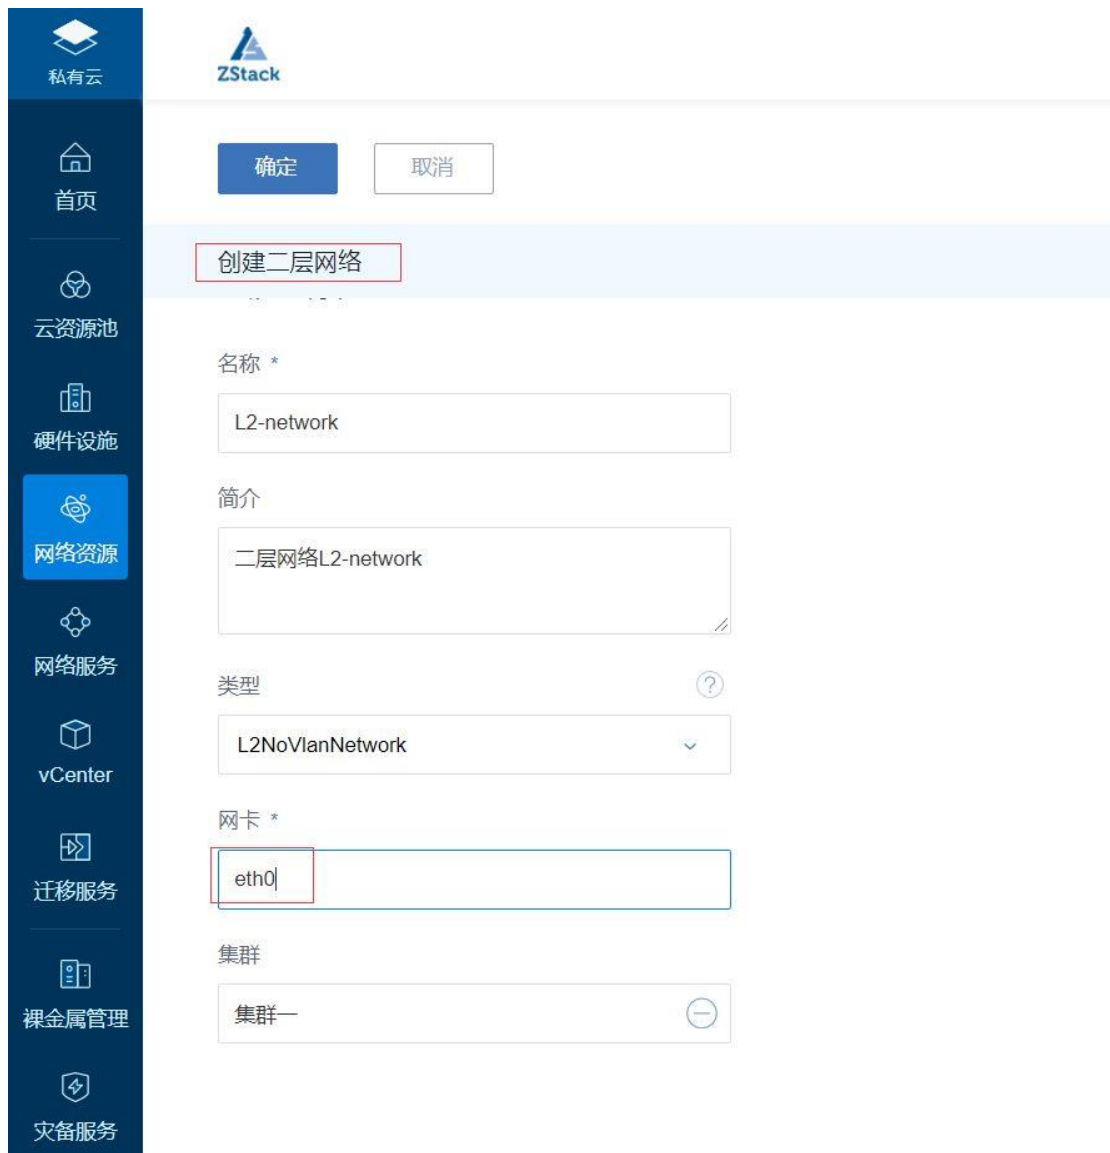 私有云
ZStack
首页
云资源池
硬件设施
网络资源
网络服务
vCenter
迁移服务
裸金属管理
灾备服务
确定
取消
创建二层网络
名称 *
L2-network
简介
二层网络L2-network
类型
?
L2NoVlanNetwork
网卡 *
eth0
集群
集群一